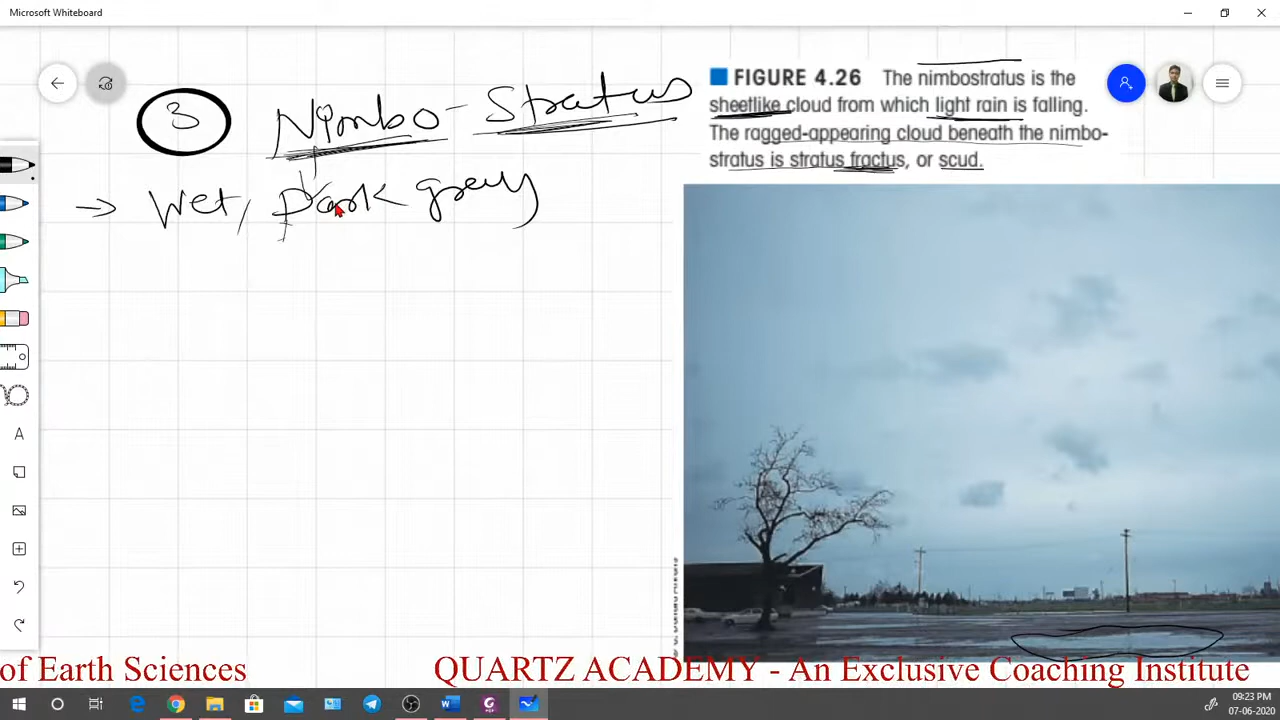 Microsoft Whiteboard
3 Nimbo-Stratus
→ Wet, Dark grey
FIGURE 4.26 The nimbostratus is the
sheetlike cloud from which light rain is falling.
The ragged-appearing cloud beneath the nimbo-
stratus is stratus fractus, or scud.
A
of Earth Sciences QUARTZ ACADEMY - An Exclusive Coaching Institute
09:23 PM
07-06-2020